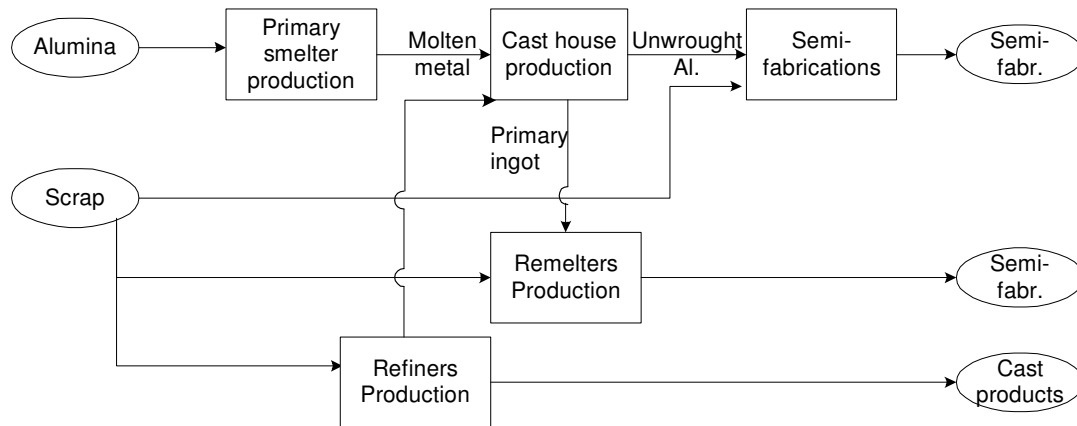 Alumina
Primary
smelter
production
Molten
metal
Cast house
production
Unwrought
Al.
Semi-
fabrications
Semi-
fabr.
Primary
ingot
Scrap
Remelters
Production
Semi-
fabr.
Refiners
Production
Cast
products